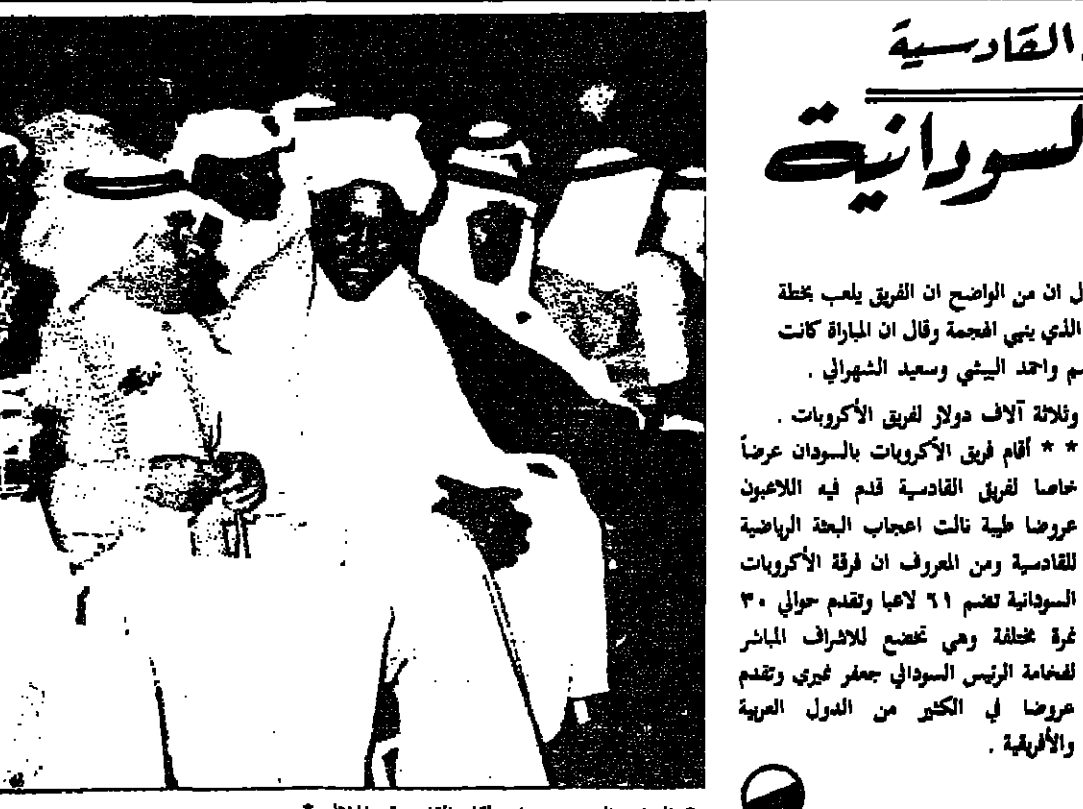 القادسية
السودانية
ل ان من الواضح ان الفريق يلعب بخطة
الذي ينهي الهجمة وقال ان المباراة كانت
سم واحمد البيشي وسعيد الشهراني .
وثلاثة آلاف دولار لفريق الأكروبات .
* * أقام فريق الأكروبات بالسودان عرضاً
خاصا لفريق القادسية قدم فيه اللاعبون
عروضا طيبة نالت اعجاب البعثة الرياضية
للقادسية ومن المعروف ان فرقة الأكروبات
السودانية تضم ٦١ لاعبا وتقدم حوالي ٣٠
نمرة مختلفة وهي تخضع للاشراف المباشر
لفخامة الرئيس السوداني جعفر نميري وتقدم
عروضا في الكثير من الدول العربية
والأفريقية .